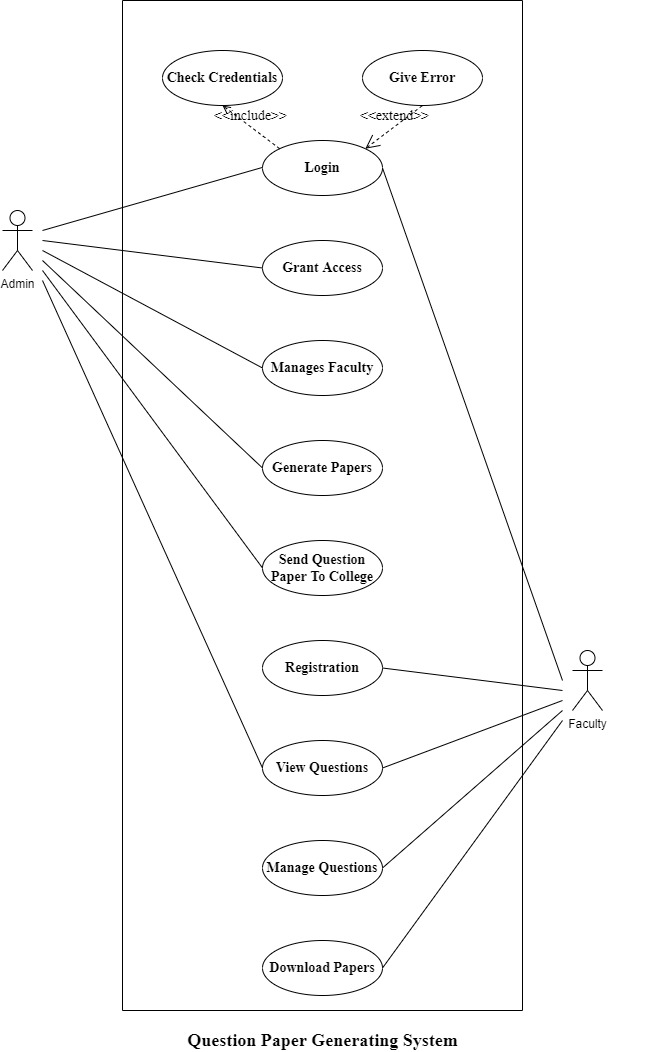 Check Credentials
Give Error
<<include>>
<<extend>>
Login
Admin
Grant Access
Manages Faculty
Generate Papers
Send Question
Paper To College
Registration
Faculty
View Questions
Manage Questions
Download Papers
Question Paper Generating System